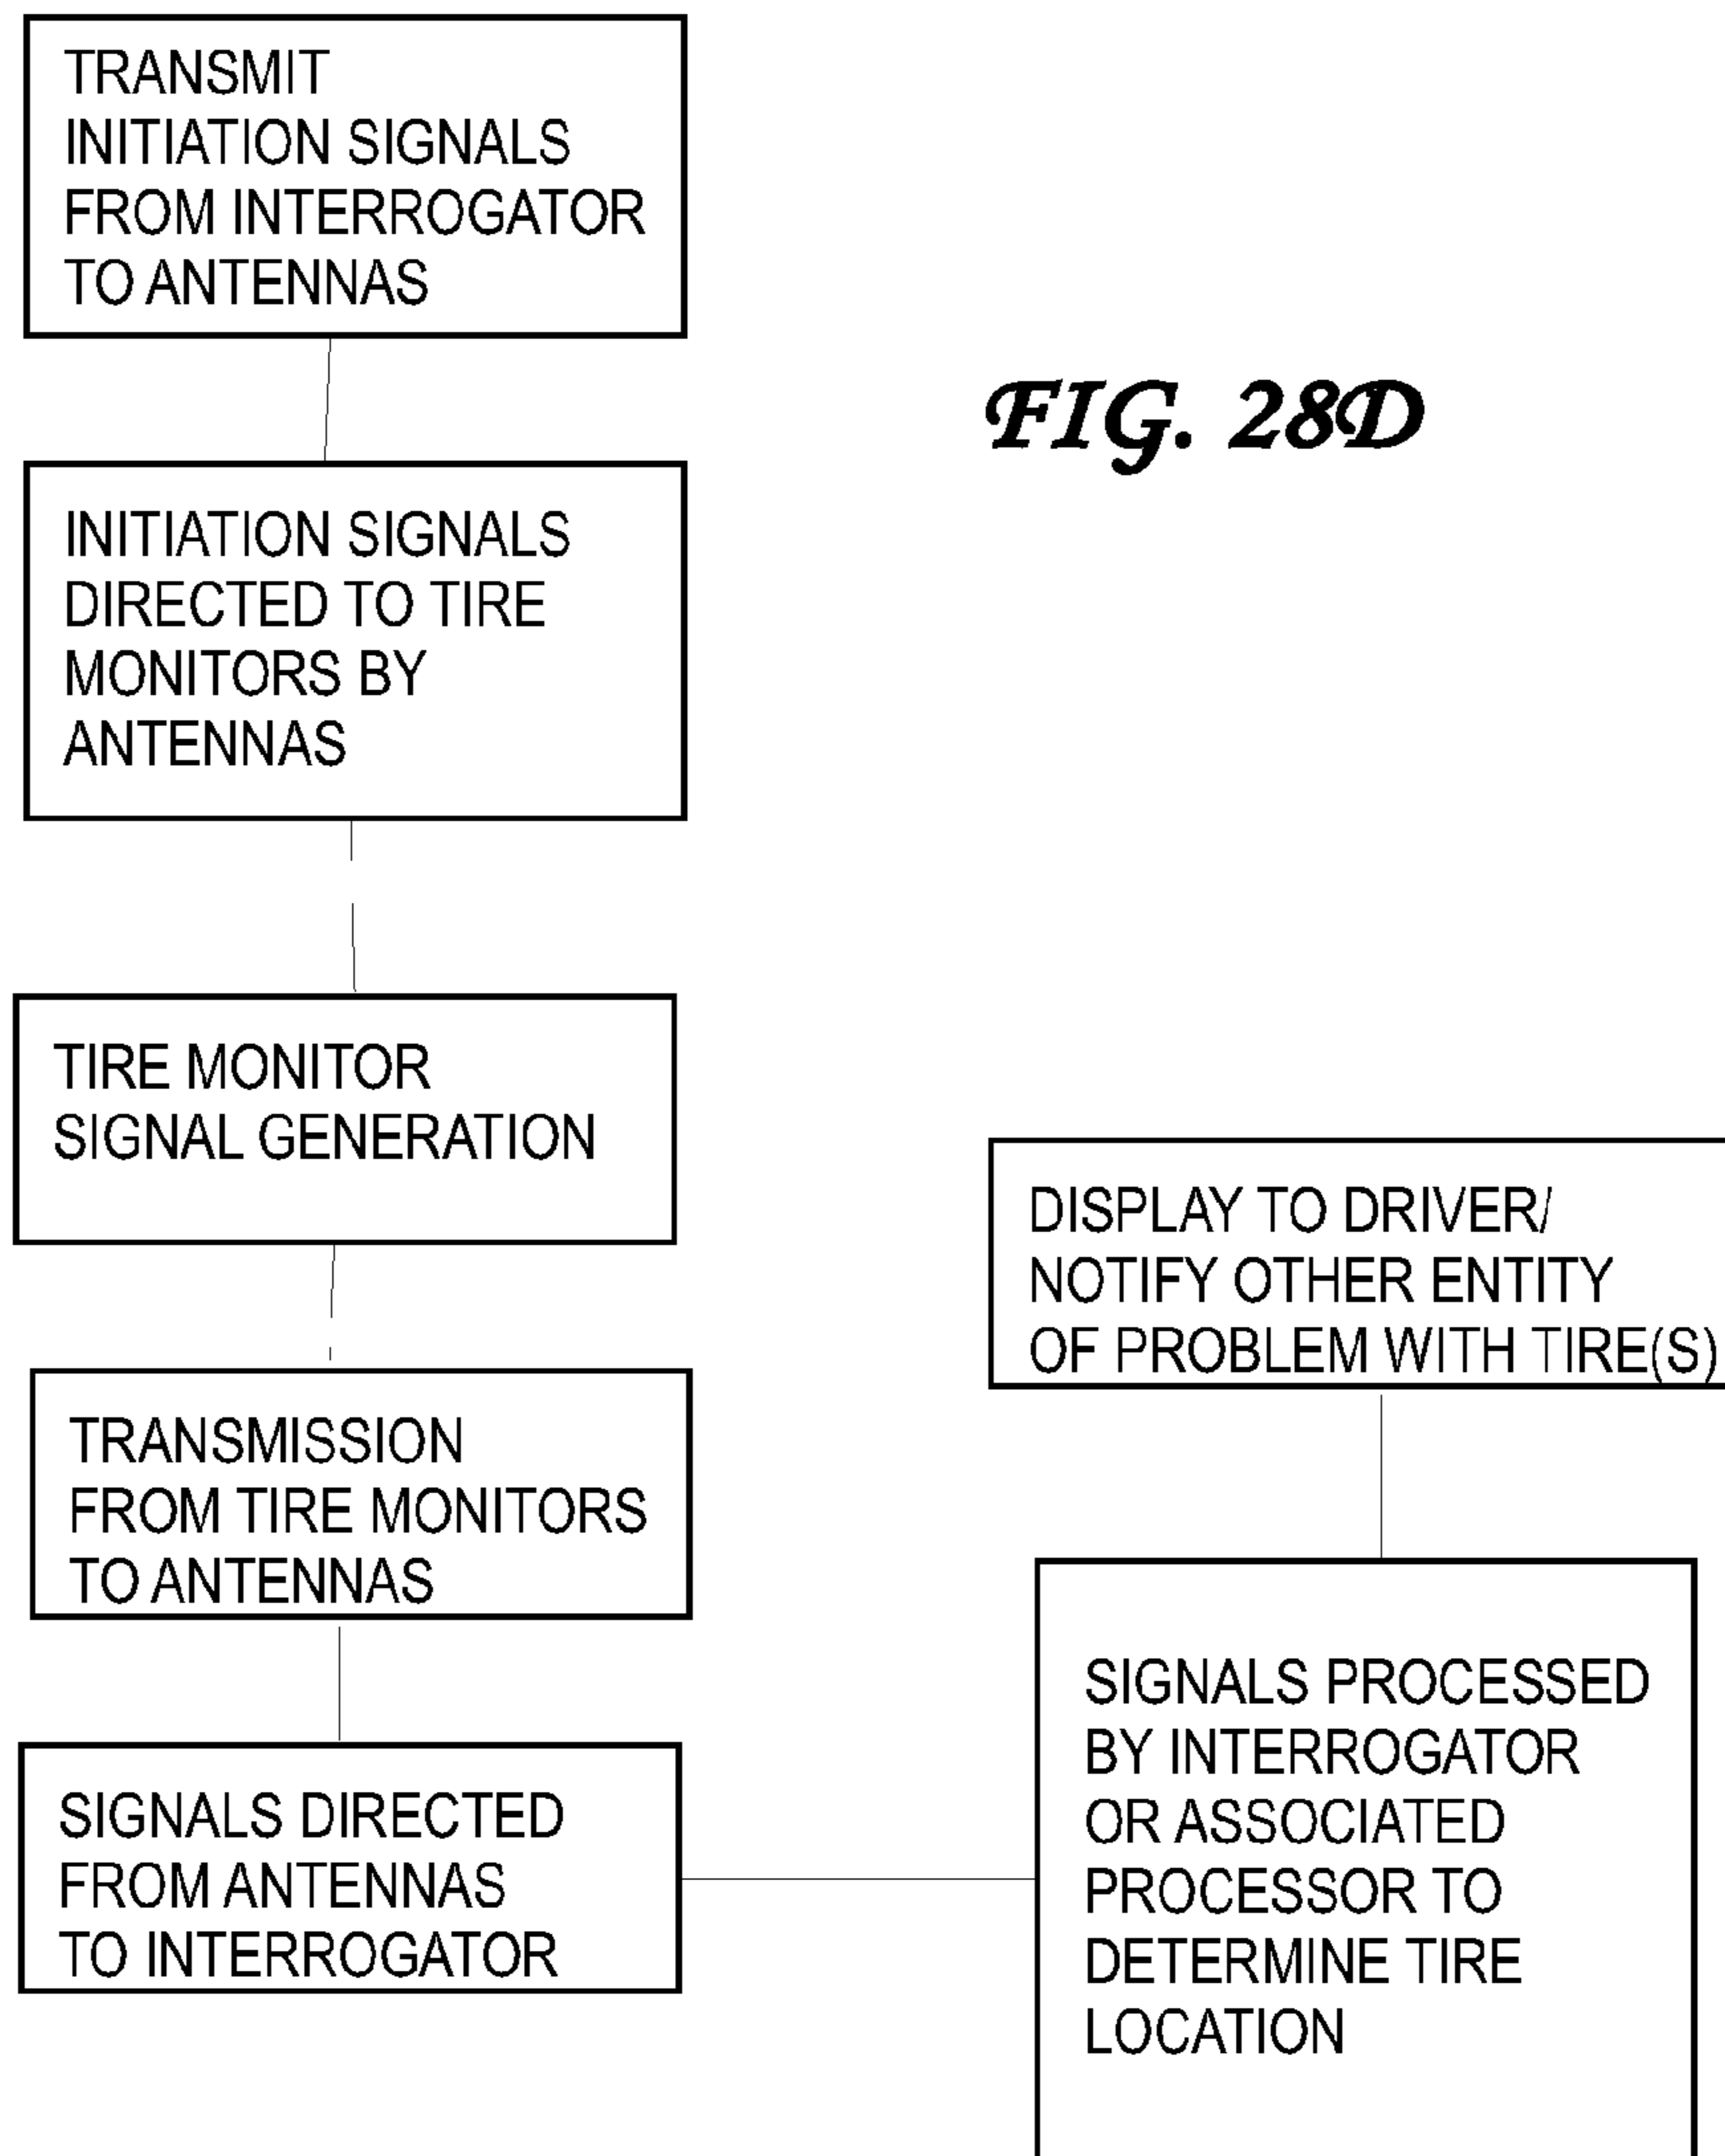 TRANSMIT
INITIATION SIGNALS
FROM INTERROGATOR
TO ANTENNAS
FIG. 28D
INITIATION SIGNALS
DIRECTED TO TIRE
MONITORS BY
ANTENNAS
TIRE MONITOR
SIGNAL GENERATION
TRANSMISSION
FROM TIRE MONITORS
TO ANTENNAS
SIGNALS DIRECTED
FROM ANTENNAS
TO INTERROGATOR
SIGNALS PROCESSED
BY INTERROGATOR
OR ASSOCIATED
PROCESSOR TO
DETERMINE TIRE
LOCATION
DISPLAY TO DRIVER/
NOTIFY OTHER ENTITY
OF PROBLEM WITH TIRE(S)